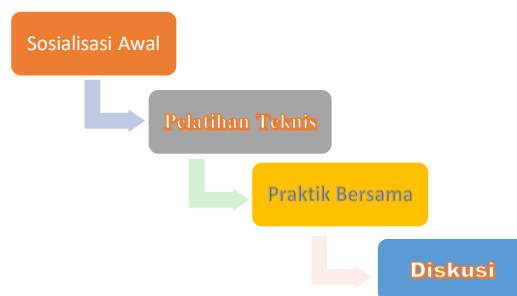 Sosialisasi Awal
Pelatihan Teknis
Praktik Bersama
Diskusi